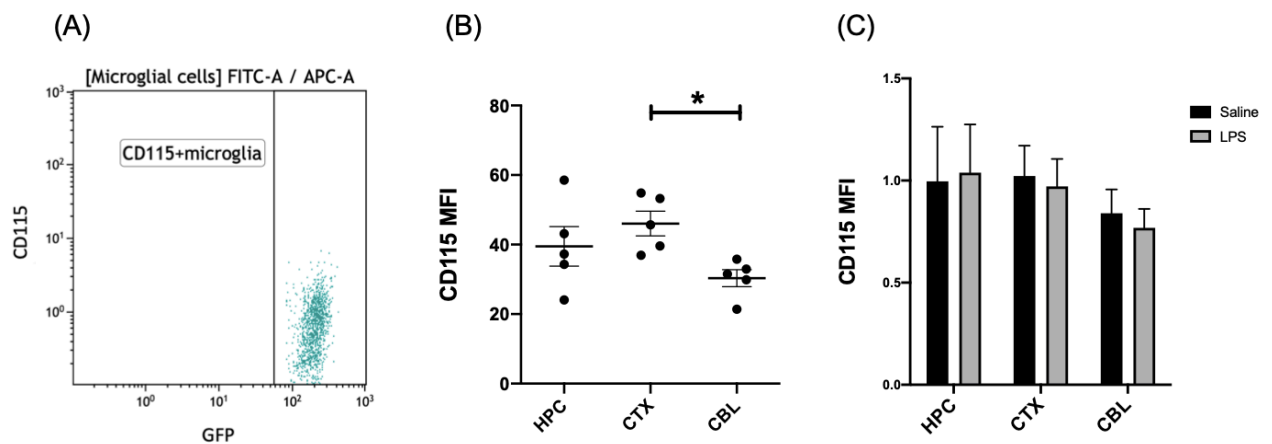 (A)
[Microglial cells] FITC-A / APC-A
10³
10²
10¹
10⁰
CD115
CD115+microglia
10⁰ 10¹ 10² 10³
GFP
(B)
80
60
40
20
0
CD115 MFI
*
HPC CTX CBL
(C)
1.5
1.0
0.5
0.0
CD115 MFI
HPC CTX CBL
Saline
LPS